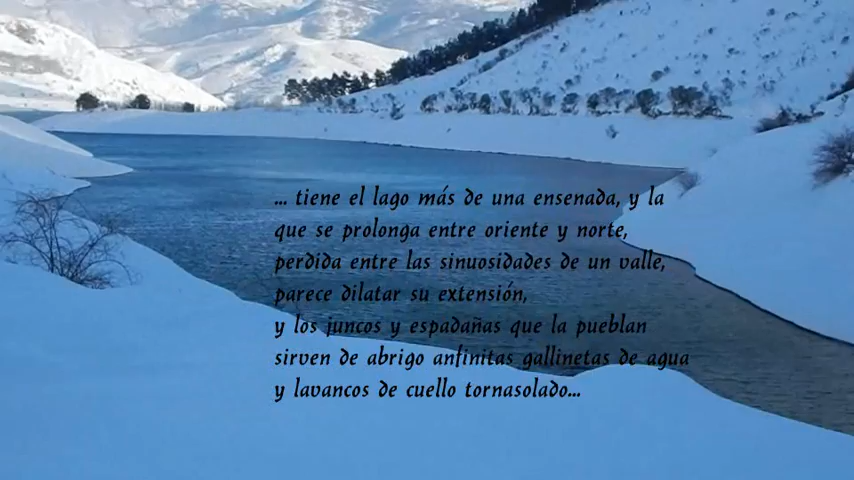 ... tiene el lago más de una ensenada, y la
que se prolonga entre oriente y norte,
perdida entre las sinuosidades de un valle,
parece dilatar su extensión,
y los juncos y espadañas que la pueblan
sirven de abrigo anfinitas gallinetas de agua
y lavancos de cuello tornasolado...